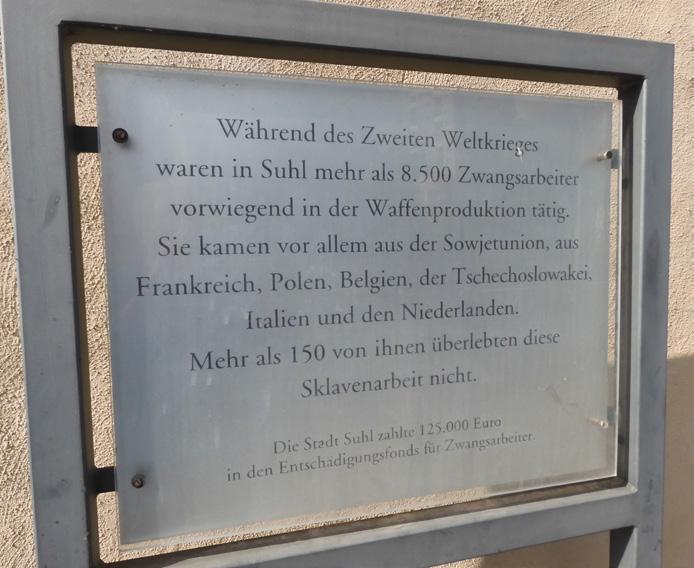 Während des Zweiten Weltkrieges
waren in Suhl mehr als 8.500 Zwangsarbeiter
vorwiegend in der Waffenproduktion tätig.
Sie kamen vor allem aus der Sowjetunion, aus
Frankreich, Polen, Belgien, der Tschechoslowakei,
Italien und den Niederlanden.
Mehr als 150 von ihnen überlebten diese
Sklavenarbeit nicht.
Die Stadt Suhl zahlte 125.000 Euro
in den Entschädigungsfonds für Zwangsarbeiter.